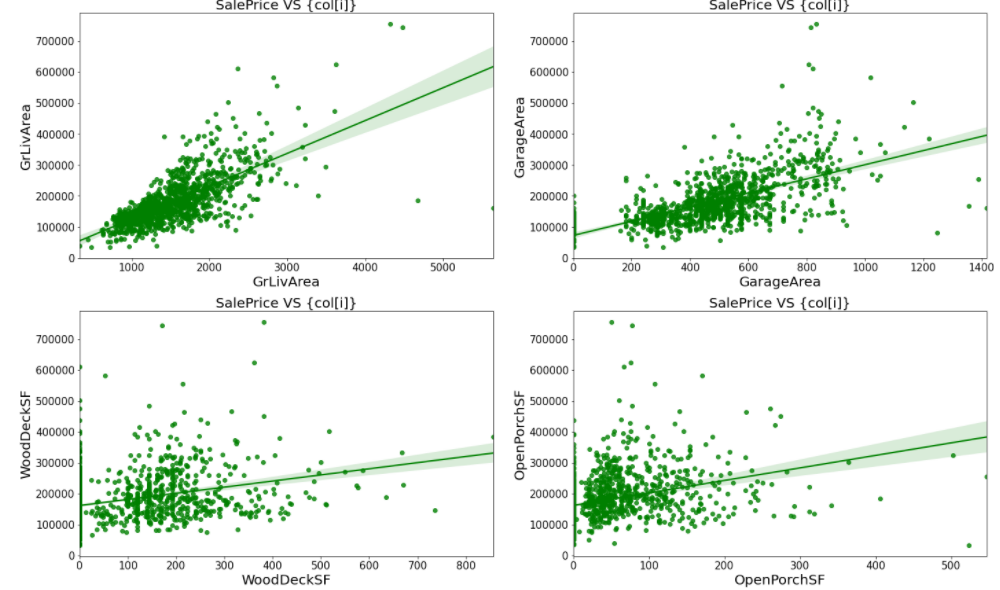 SalePrice VS {col[i]}
700000
600000
500000
400000
300000
200000
100000
0
GrLivArea
1000 2000 3000 4000 5000
GrLivArea
SalePrice VS {col[i]}
700000
600000
500000
400000
300000
200000
100000
0
GarageArea
0 200 400 600 800 1000 1200 1400
GarageArea
SalePrice VS {col[i]}
700000
600000
500000
400000
300000
200000
100000
0
WoodDeckSF
0 100 200 300 400 500 600 700 800
WoodDeckSF
SalePrice VS {col[i]}
700000
600000
500000
400000
300000
200000
100000
0
OpenPorchSF
0 100 200 300 400 500
OpenPorchSF